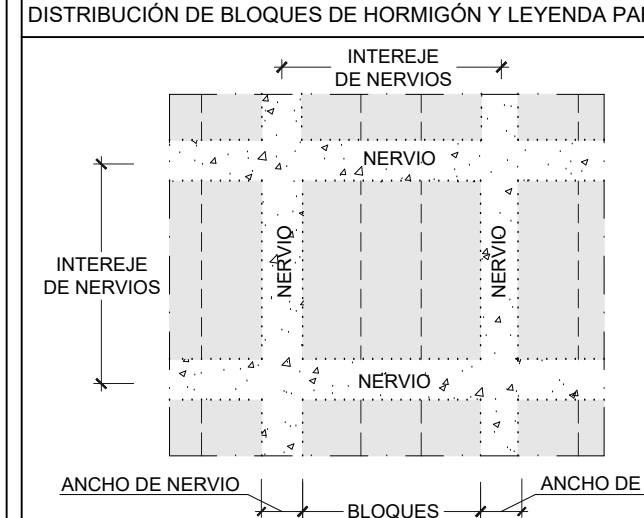 DISTRIBUCIÓN DE BLOQUES DE HORMIGÓN Y LEYENDA
INTEREJE
DE NERVIOS
NERVIO
INTEREJE
DE NERVIOS
NERVIO
NERVIO
NERVIO
ANCHO DE NERVIO
ANCHO DE
BLOQUES